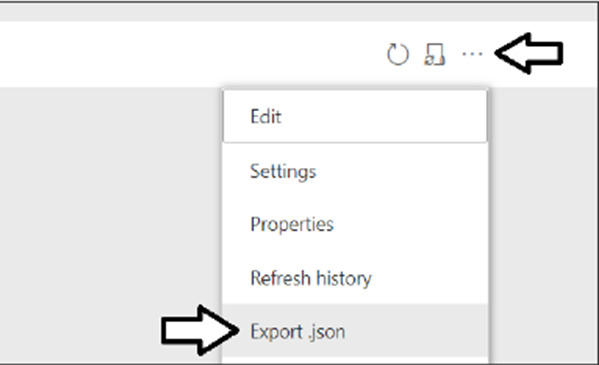 Edit
Settings
Properties
Refresh history
Export .json